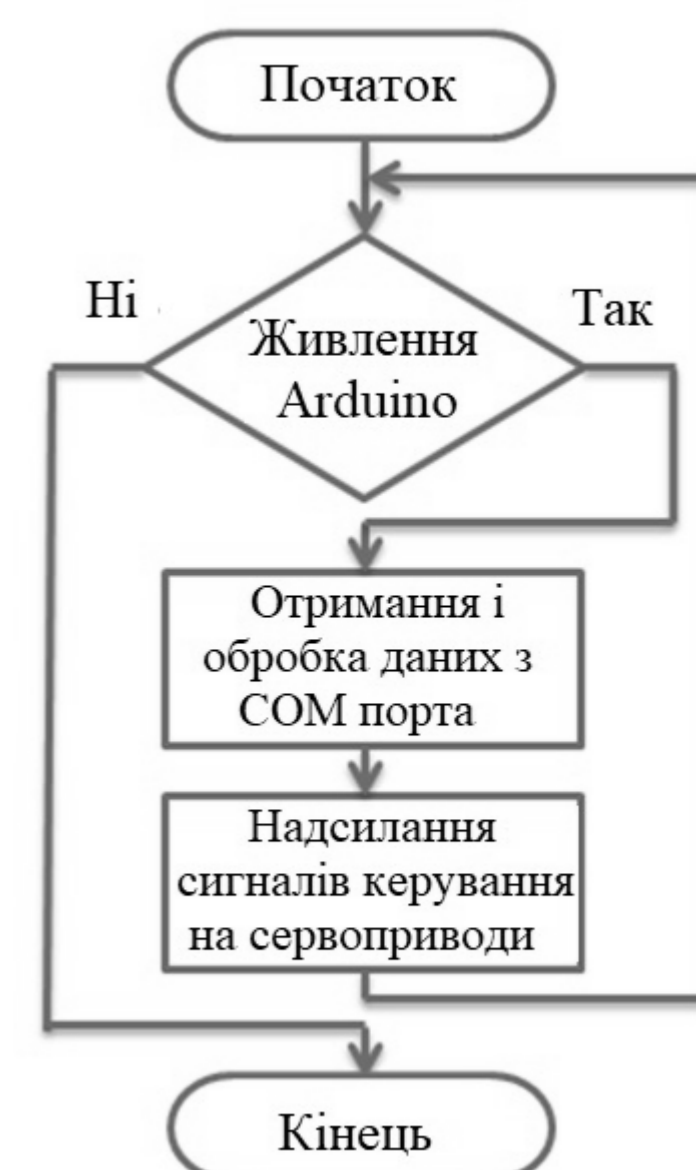 Початок
Ні
Так
Живлення
Arduino
Отримання і
обробка даних з
COM порта
Надсилання
сигналів керування
на сервоприводи
Кінець